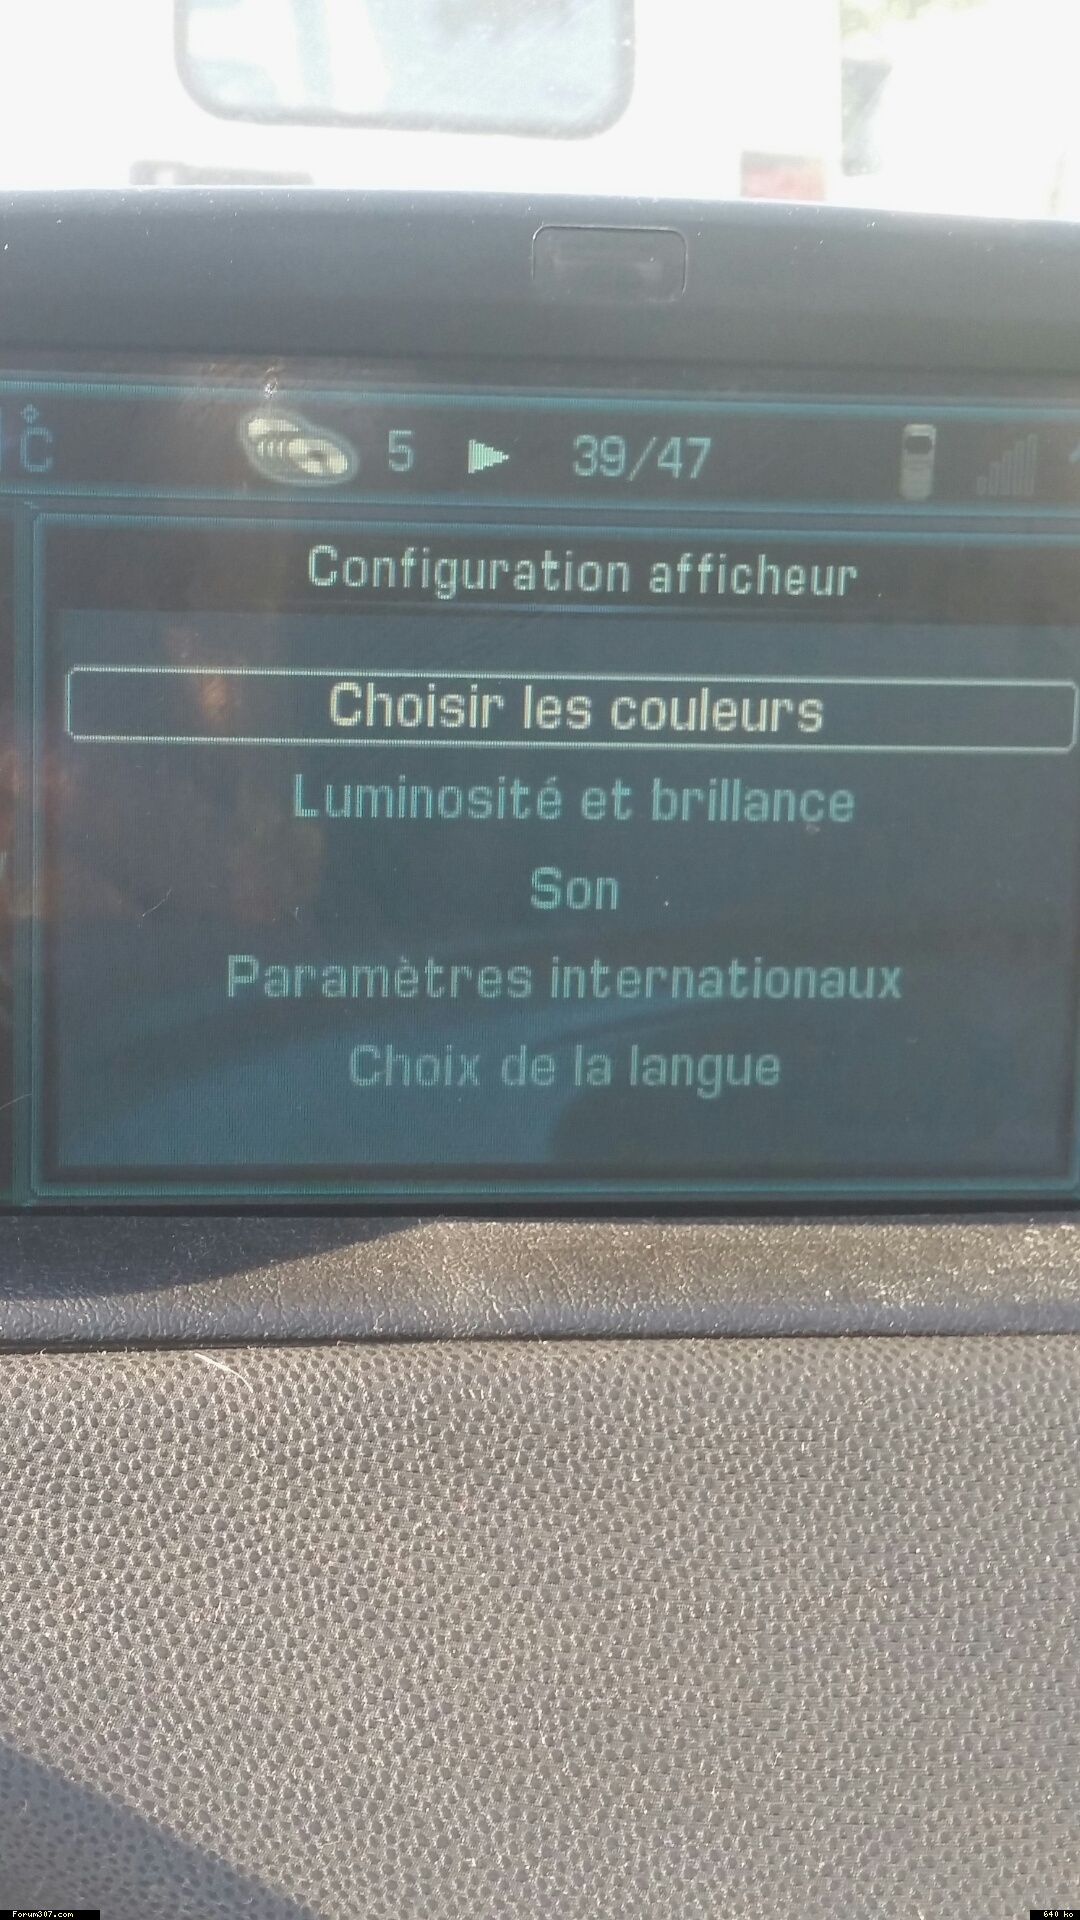 °C 5 39/47
Configuration afficheur
Choisir les couleurs
Luminosité et brillance
Son
Paramètres internationaux
Choix de la langue
Forum307.com 640 ko